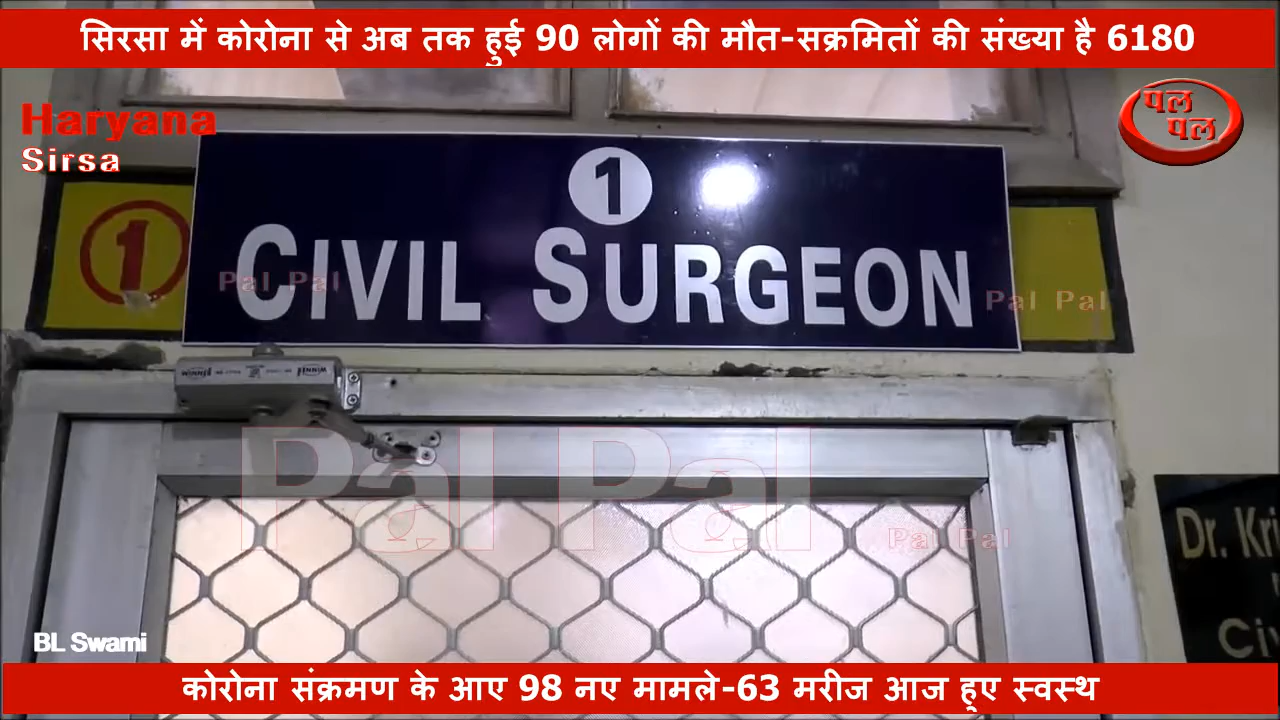 सिरसा में कोरोना से अब तक हुई 90 लोगों की मौत-सक्रमितों की संख्या है 6180
Haryana
Sirsa
पल
पल
1
1
CIVIL SURGEON
Pal Pal
Pal Pal
WINNER
Pal Pal
Pal Pal
Dr. Kri
Civ
BL Swami
कोरोना संक्रमण के आए 98 नए मामले-63 मरीज आज हुए स्वस्थ